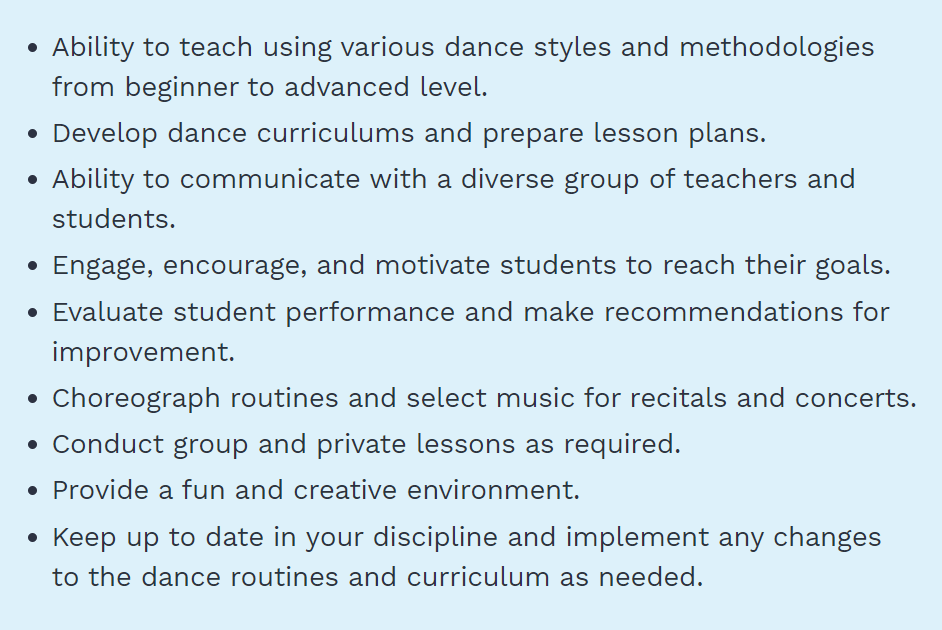 • Ability to teach using various dance styles and methodologies
from beginner to advanced level.
• Develop dance curriculums and prepare lesson plans.
• Ability to communicate with a diverse group of teachers and
students.
• Engage, encourage, and motivate students to reach their goals.
• Evaluate student performance and make recommendations for
improvement.
• Choreograph routines and select music for recitals and concerts.
• Conduct group and private lessons as required.
• Provide a fun and creative environment.
• Keep up to date in your discipline and implement any changes
to the dance routines and curriculum as needed.